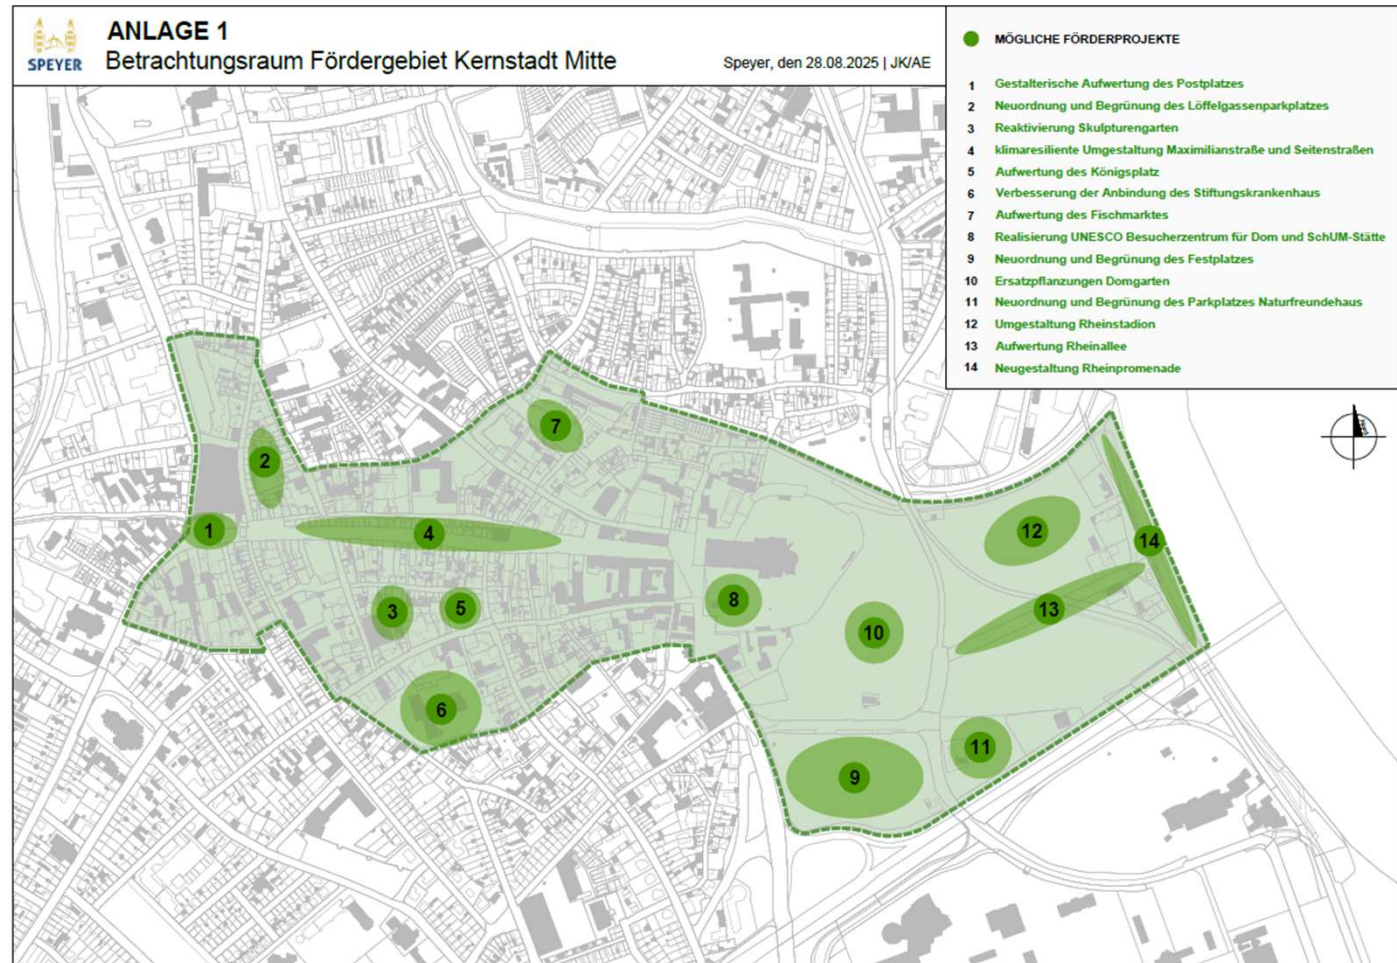 SPEYER
ANLAGE 1
Betrachtungsraum Fördergebiet Kernstadt Mitte
Speyer, den 28.08.2025 | JK/AE
MÖGLICHE FÖRDERPROJEKTE
1 Gestalterische Aufwertung des Postplatzes
2 Neuordnung und Begrünung des Löffelgassenparkplatzes
3 Reaktivierung Skulpturengarten
4 klimaresiliente Umgestaltung Maximilianstraße und Seitenstraßen
5 Aufwertung des Königsplatz
6 Verbesserung der Anbindung des Stiftungskrankenhaus
7 Aufwertung des Fischmarktes
8 Realisierung UNESCO Besucherzentrum für Dom und SchUM-Stätte
9 Neuordnung und Begrünung des Festplatzes
10 Ersatzpflanzungen Domgarten
11 Neuordnung und Begrünung des Parkplatzes Naturfreundehaus
12 Umgestaltung Rheinstadion
13 Aufwertung Rheinallee
14 Neugestaltung Rheinpromenade
7
2
1
4
12
14
3
5
8
13
10
6
11
9